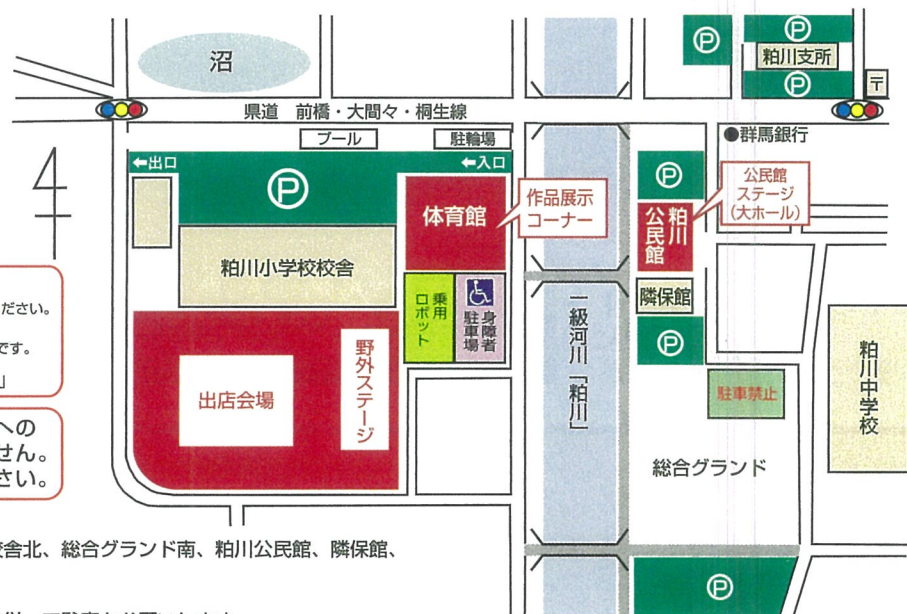 沼
Ⓟ
Ⓟ
粕川支所
Ⓟ
〒
県道 前橋・大間々・桐生線
プール
駐輪場
●群馬銀行
←出口
←入口
Ⓟ
体育館
作品展示
コーナー
Ⓟ
公民館
ステージ
(大ホール)
粕川
公民館
粕川小学校校舎
隣保館
乗用
ロボット
身障者
駐車場
一級河川「粕川」
Ⓟ
出店会場
野外ステージ
駐車禁止
粕川中学校
総合グランド
ださい。
です。
」
への
せん。
さい。
校舎北、総合グランド南、粕川公民館、隣保館、
Ⓟ